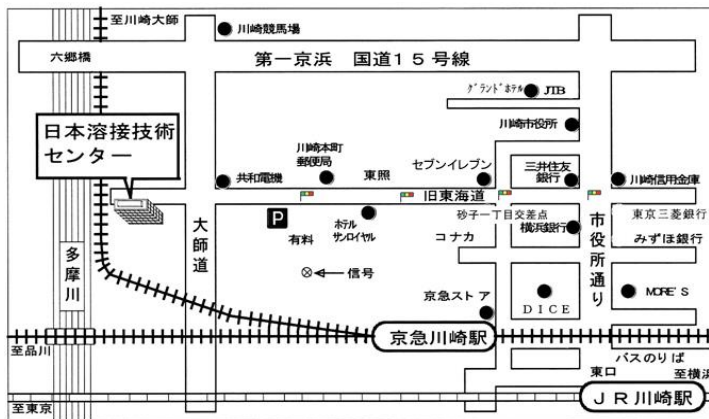 至川崎大師
川崎競馬場
六郷橋
第一京浜 国道15号線
グランドホテル JTB
日本溶接技術
センター
川崎市役所
川崎本町
郵便局
東照
セブンイレブン
三井住友
銀行
共和電機
川崎信用金庫
旧東海道
P
有料
ホテル
サンロイヤル
砂子一丁目交差点
コナカ
横浜銀行
東京三菱銀行
みずほ銀行
大師道
市役所通り
多摩川
信号
京急ストア
DICE
MORE'S
京急川崎駅
至品川
バスのりば
東口
至横浜
JR川崎駅
至東京